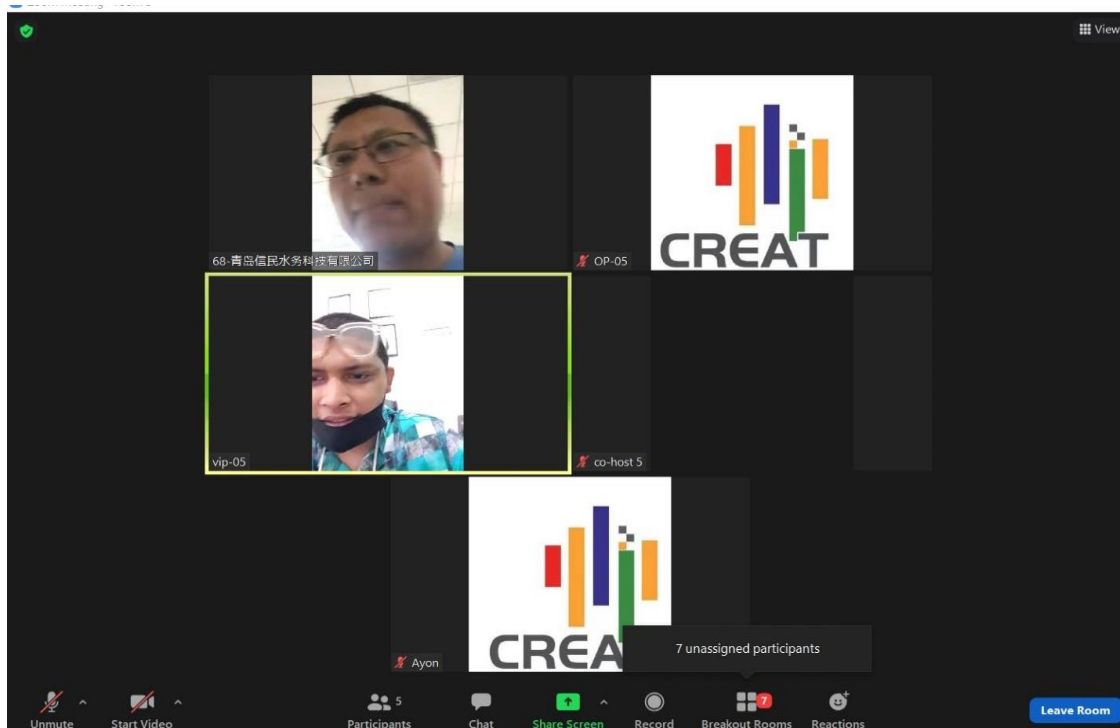 View
68-青岛信民水务科技有限公司
OP-05
CREAT
vip-05
co-host 5
Ayon
CREA
7 unassigned participants
5
7
Unmute
Start Video
Participants
Chat
Share Screen
Record
Breakout Rooms
Reactions
Leave Room